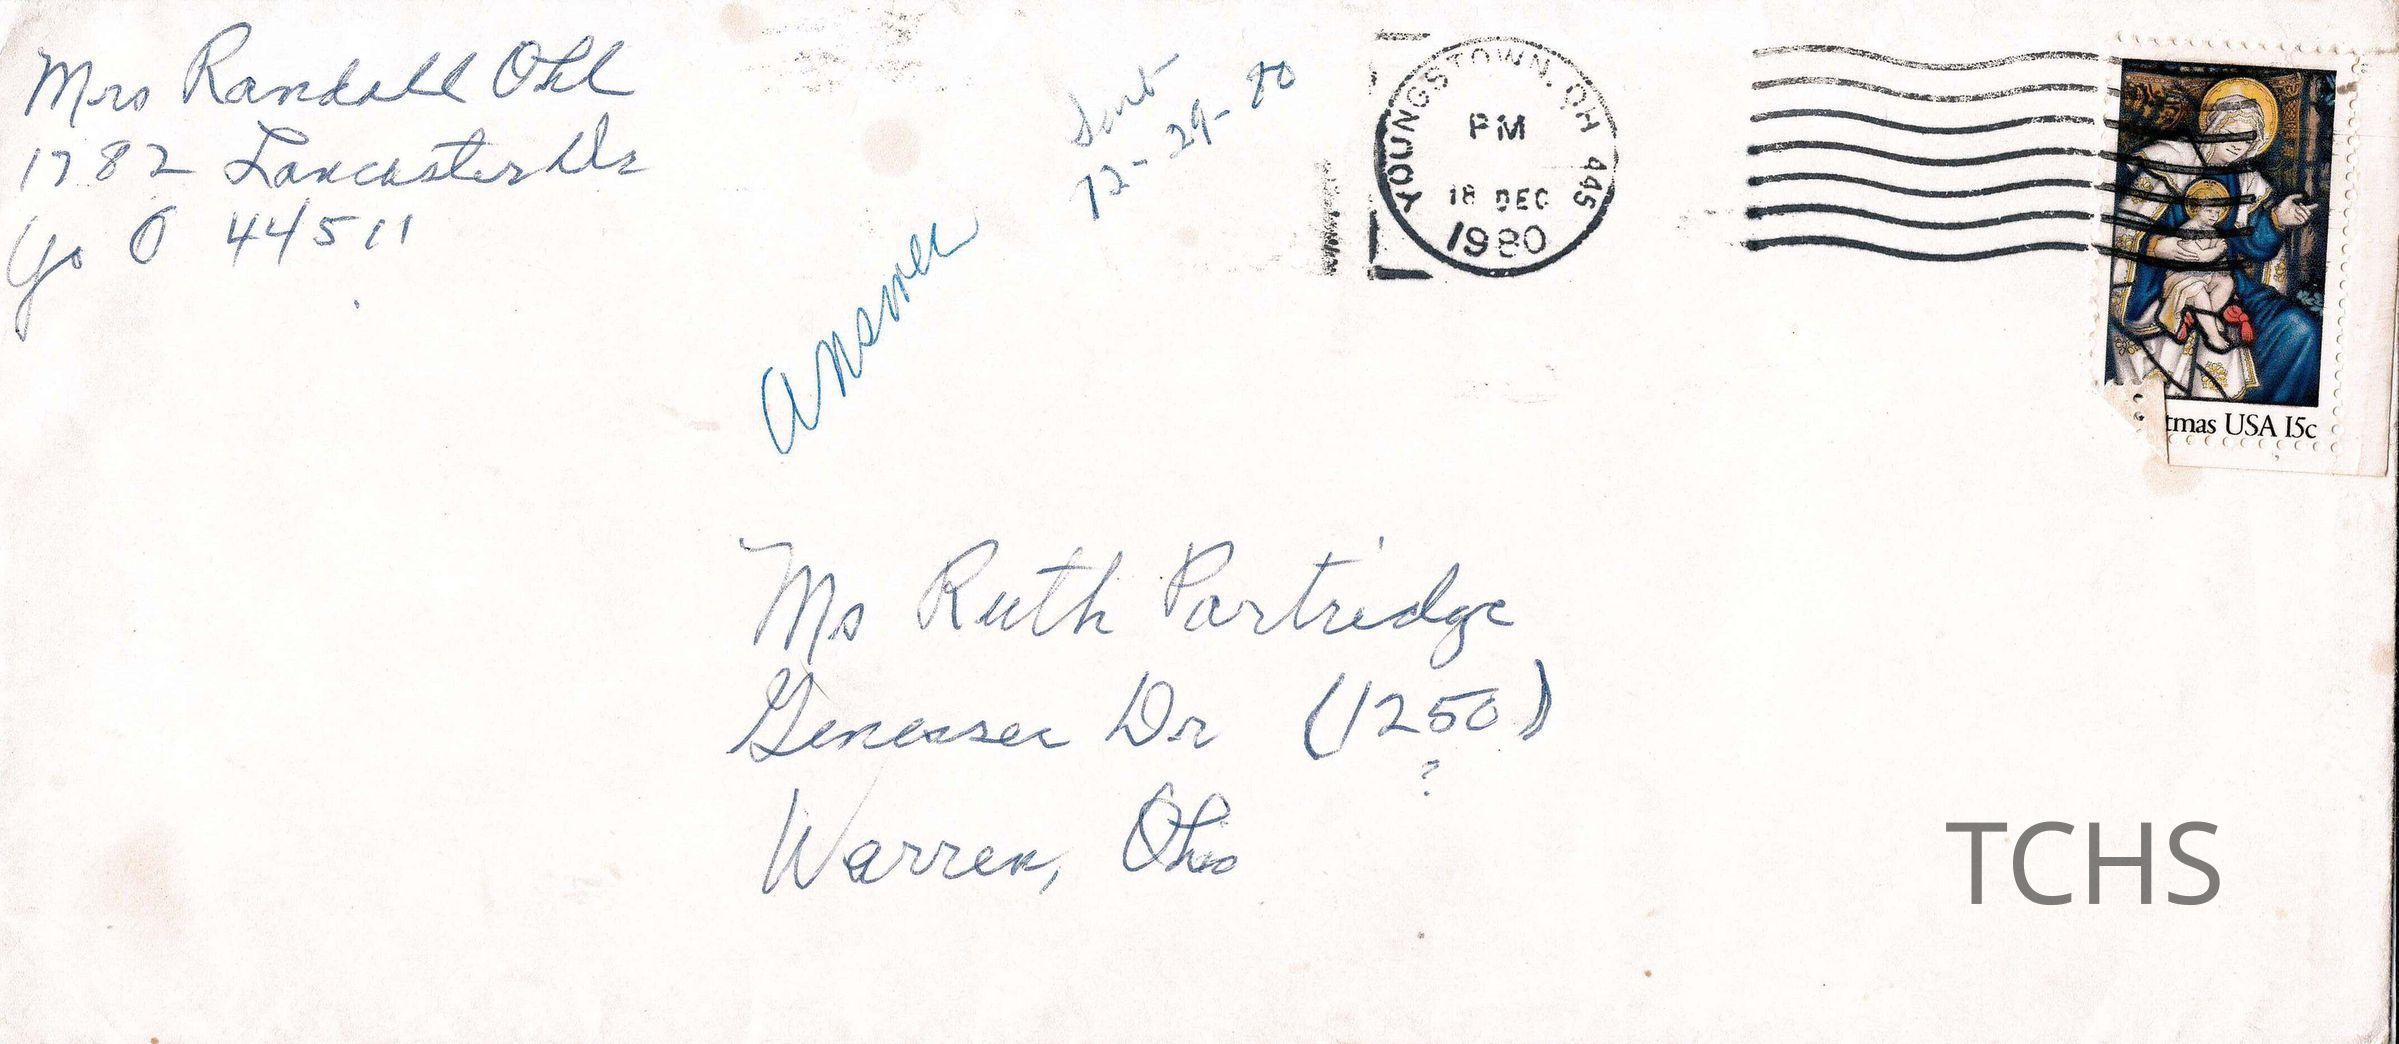 Mrs Randall Ohl
1782 Lancaster Dr
Yo O 44511
Sent
12-29-80
answer
YOUNGSTOWN, OH 445
PM
18 DEC
1980
tmas USA 15c
Ms Ruth Partridge
Genessee Dr (1250)
?
Warren, Ohio
TCHS